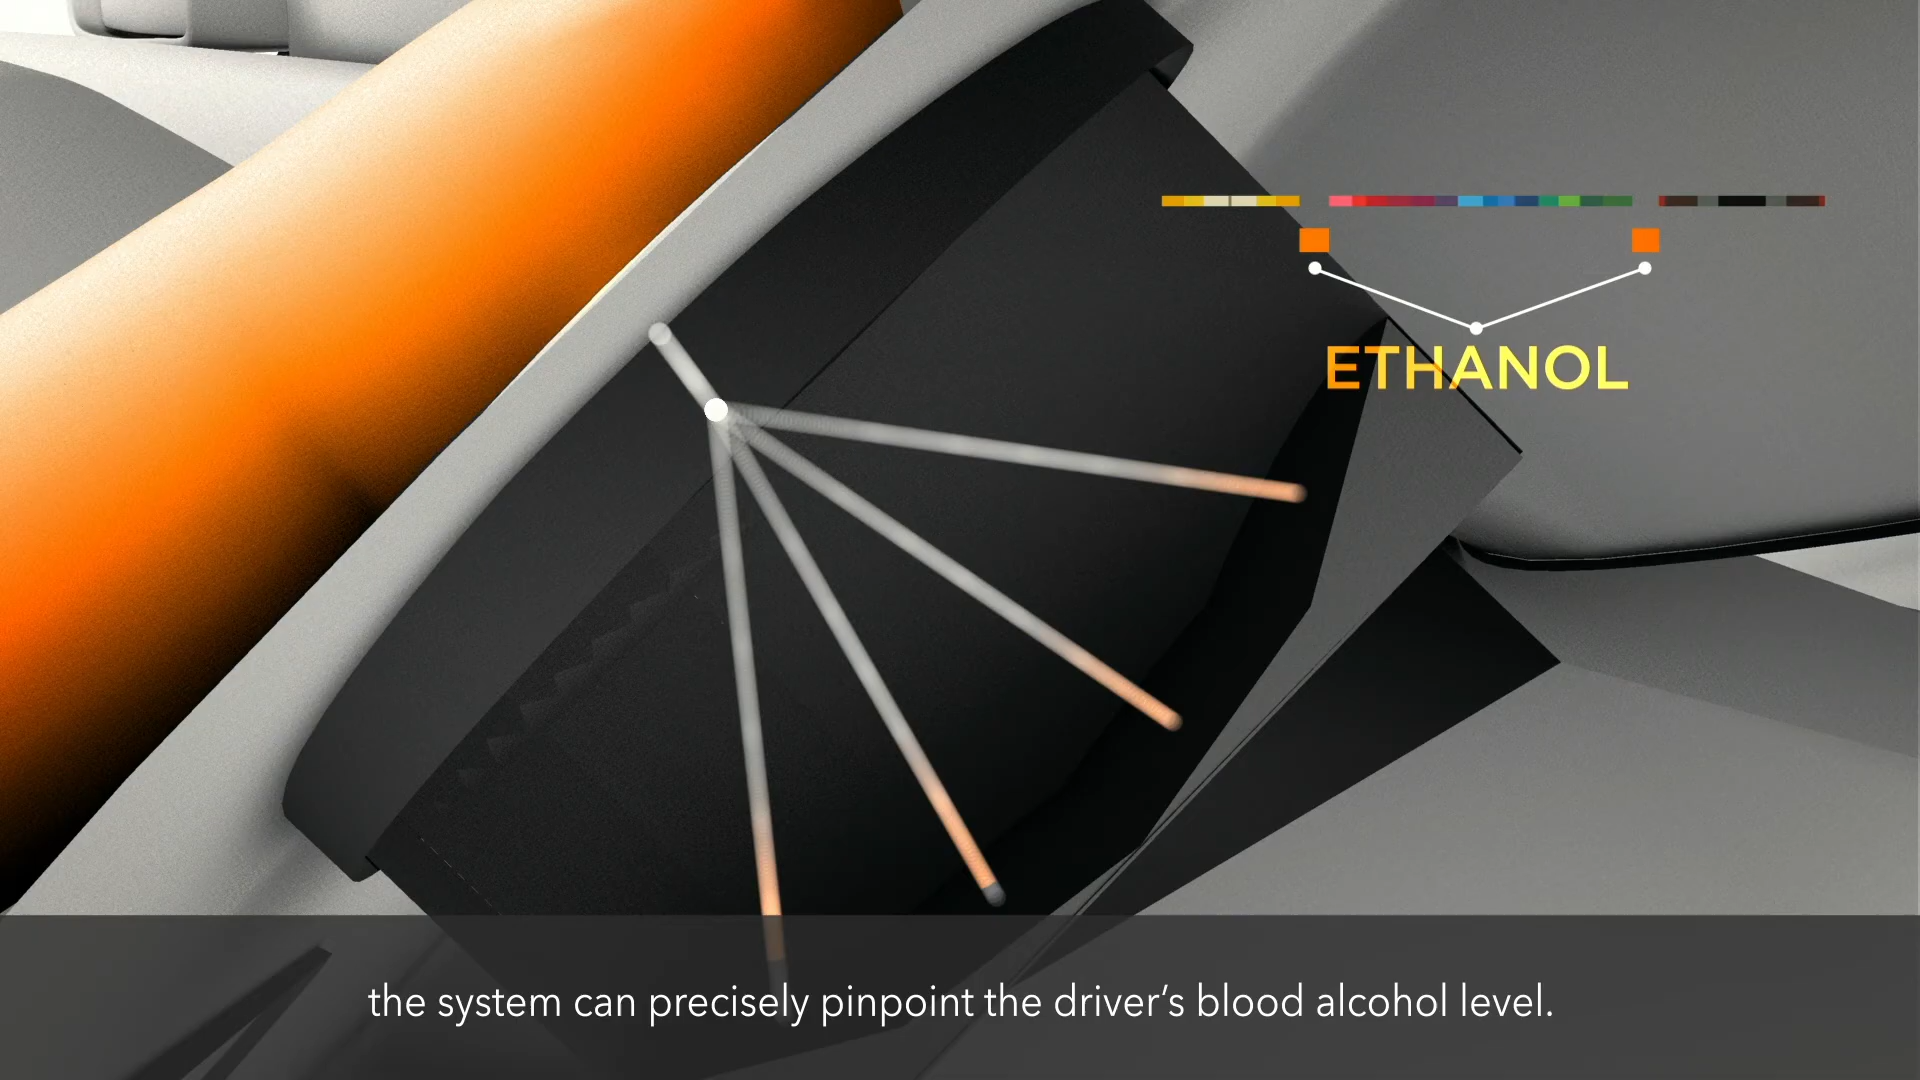 ETHANOL
the system can precisely pinpoint the driver’s blood alcohol level.